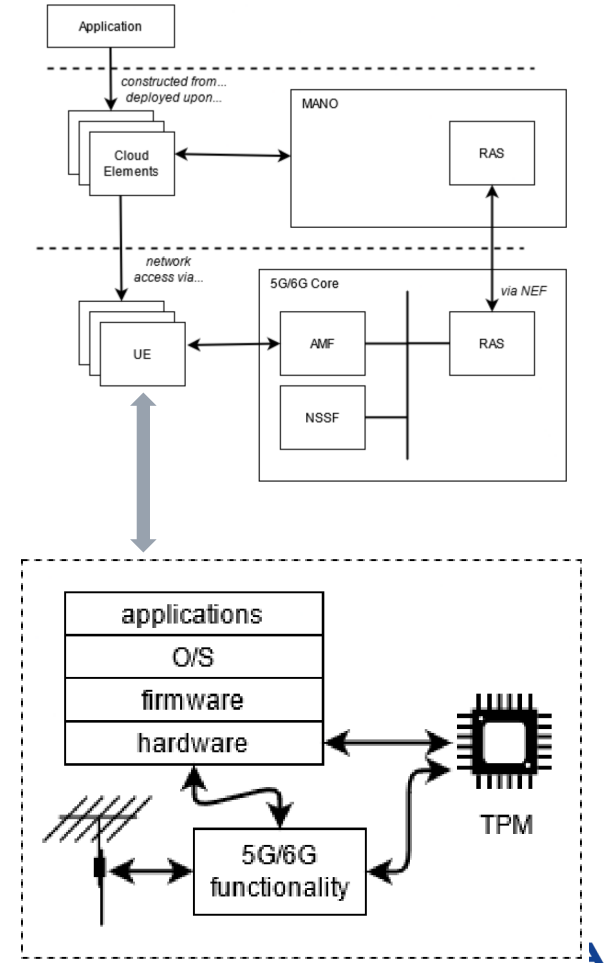 Application
constructed from...
deployed upon...
MANO
Cloud
Elements
RAS
network
access via...
5G/6G Core
via NEF
UE
AMF
RAS
NSSF
applications
O/S
firmware
hardware
TPM
5G/6G
functionality